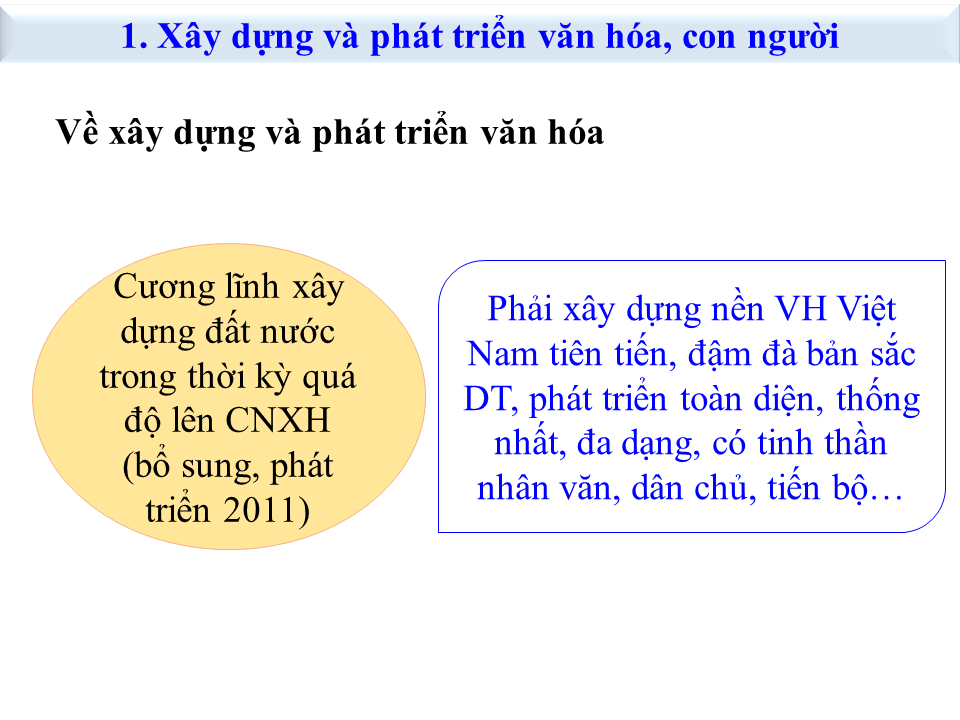 1. Xây dựng và phát triển văn hóa, con người
Về xây dựng và phát triển văn hóa
Cương lĩnh xây
dựng đất nước
trong thời kỳ quá
độ lên CNXH
(bổ sung, phát
triển 2011)
Phải xây dựng nền VH Việt
Nam tiên tiến, đậm đà bản sắc
DT, phát triển toàn diện, thống
nhất, đa dạng, có tinh thần
nhân văn, dân chủ, tiến bộ…